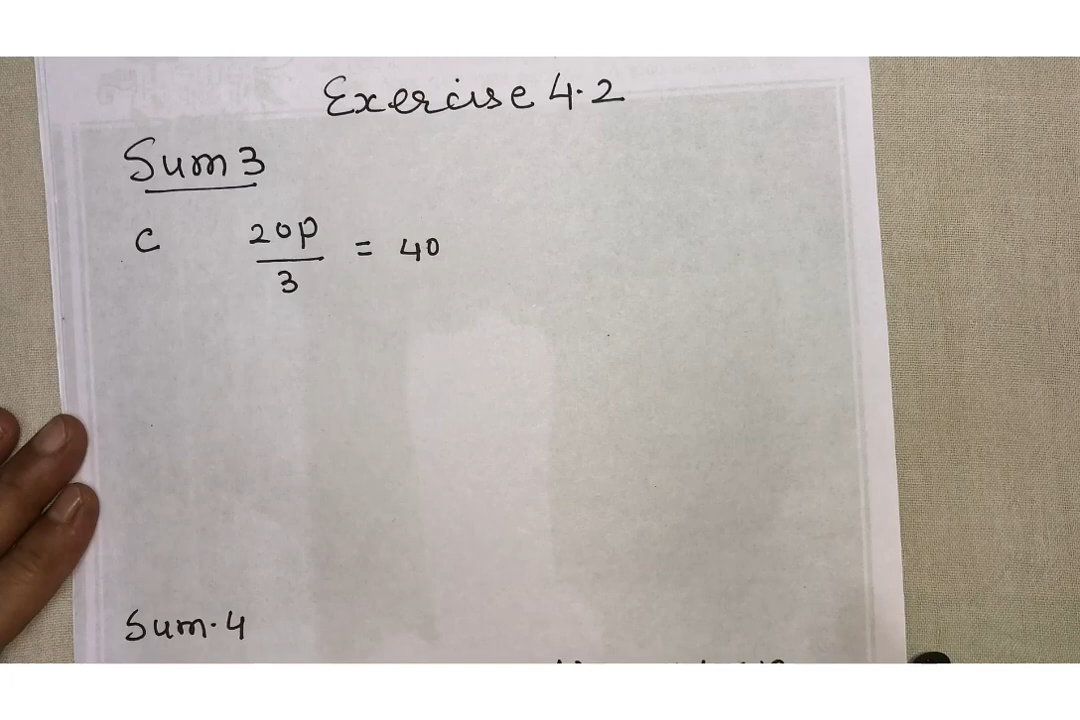 Exercise 4.2
Sum 3
c 20p/3 = 40
Sum. 4